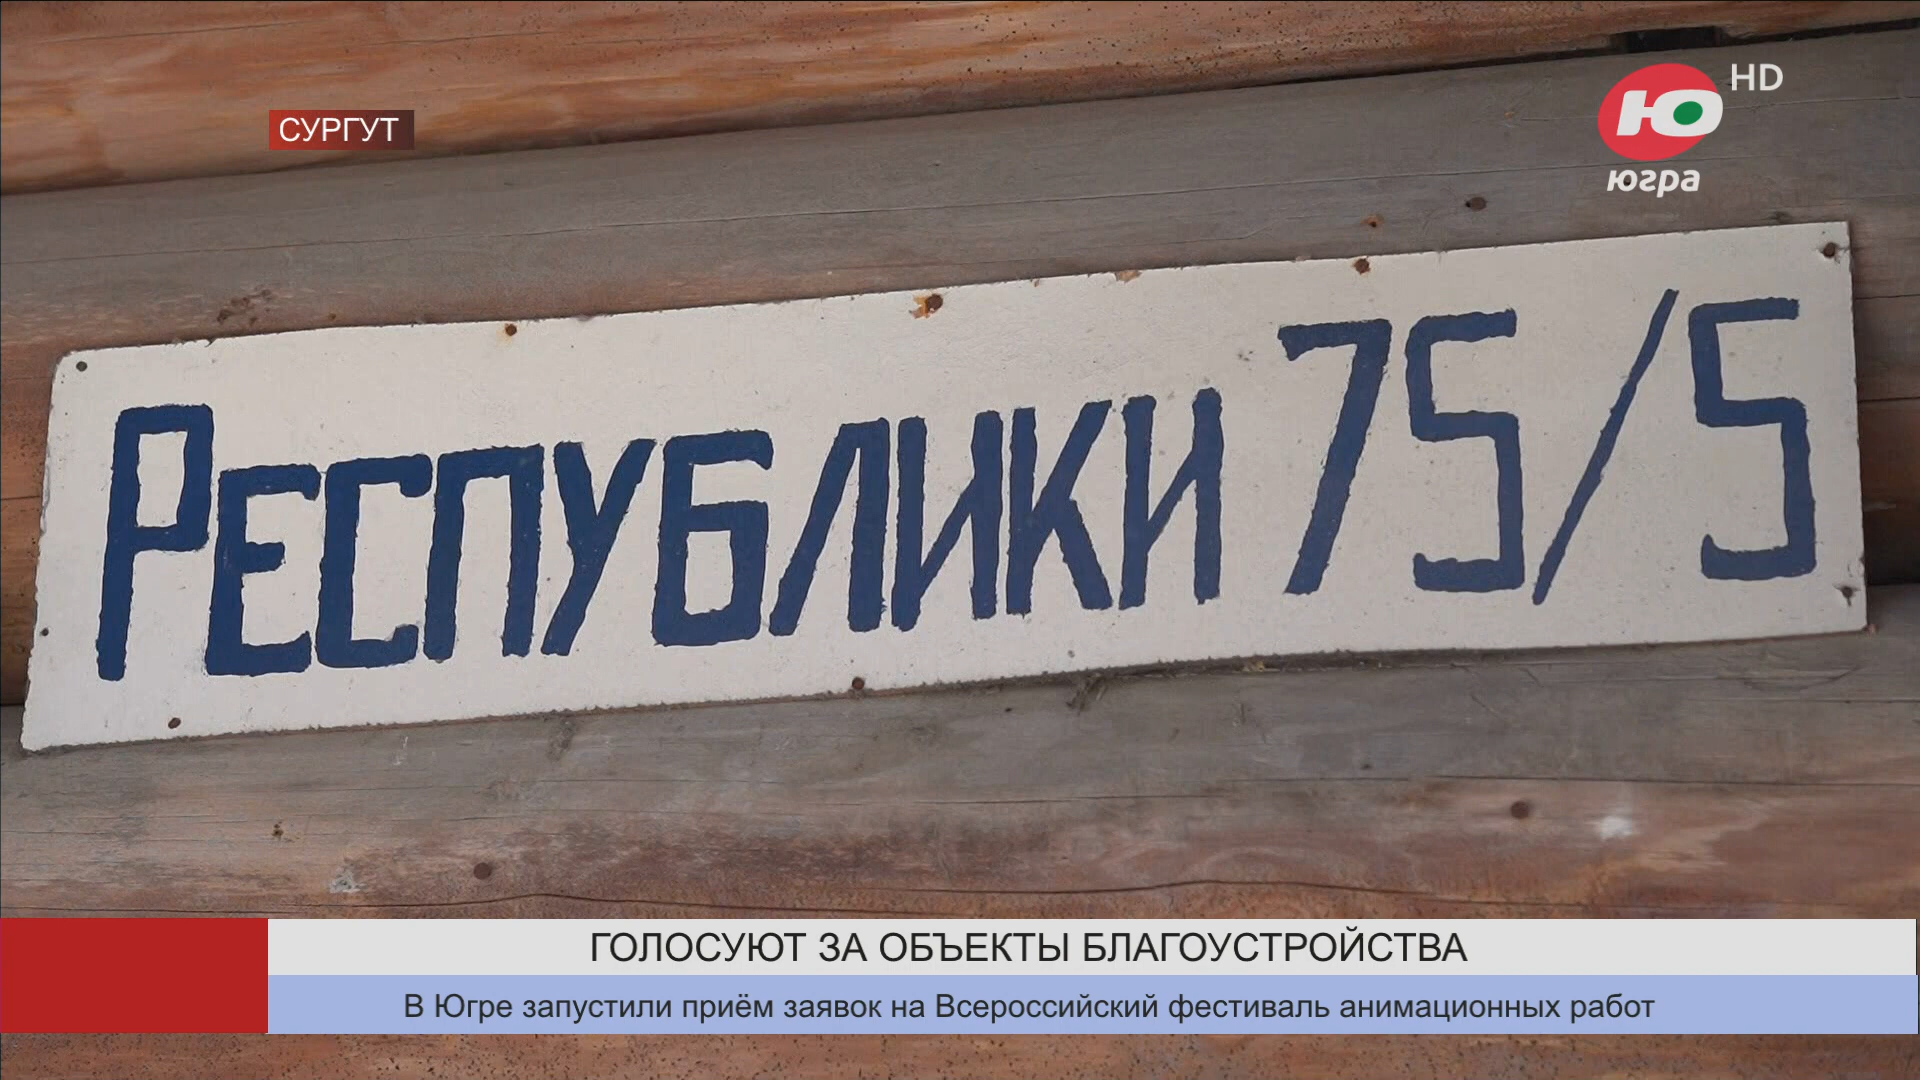 HD
СУРГУТ
Ю
югра
РЕСПУБЛИКИ 75/5
ГОЛОСУЮТ ЗА ОБЪЕКТЫ БЛАГОУСТРОЙСТВА
В Югре запустили приём заявок на Всероссийский фестиваль анимационных работ